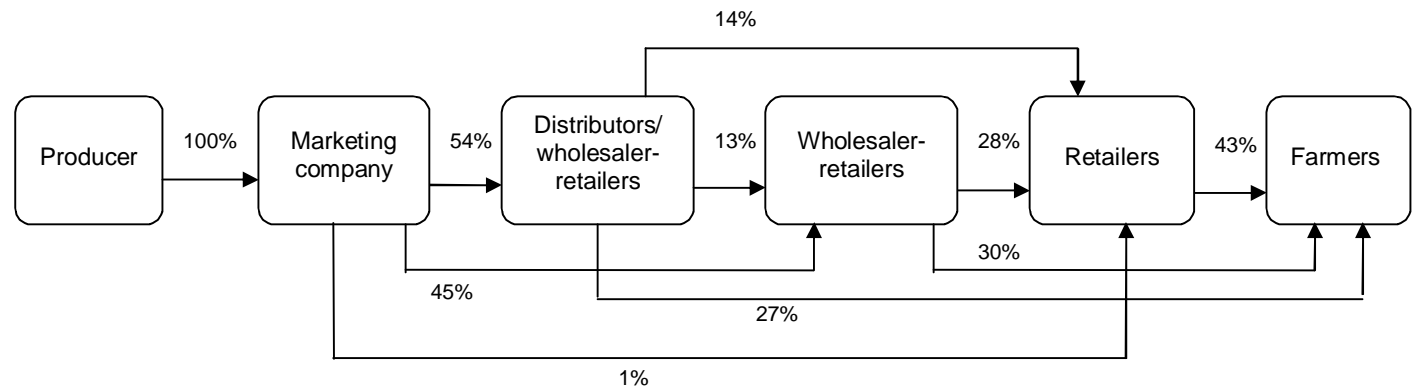 14%
Producer
100%
Marketing
company
54%
Distributors/
wholesaler-
retailers
13%
Wholesaler-
retailers
28%
Retailers
43%
Farmers
45%
30%
27%
1%